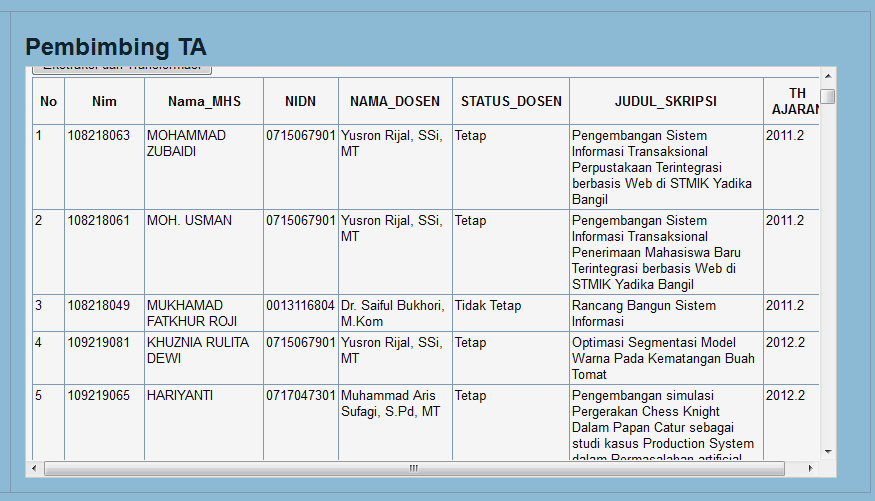 Pembimbing TA
Ekstraksi dan Transformasi
No Nim Nama_MHS NIDN NAMA_DOSEN STATUS_DOSEN JUDUL_SKRIPSI TH
AJARAN
1 108218063 MOHAMMAD 0715067901 Yusron Rijal, SSi, Tetap Pengembangan Sistem 2011.2
ZUBAIDI MT Informasi Transaksional
Perpustakaan Terintegrasi
berbasis Web di STMIK Yadika
Bangil
2 108218061 MOH. USMAN 0715067901 Yusron Rijal, SSi, Tetap Pengembangan Sistem 2011.2
MT Informasi Transaksional
Penerimaan Mahasiswa Baru
Terintegrasi berbasis Web di
STMIK Yadika Bangil
3 108218049 MUKHAMAD 0013116804 Dr. Saiful Bukhori, Tidak Tetap Rancang Bangun Sistem 2011.2
FATKHUR ROJI M.Kom Informasi
4 109219081 KHUZNIA RULITA 0715067901 Yusron Rijal, SSi, Tetap Optimasi Segmentasi Model 2012.2
DEWI MT Warna Pada Kematangan Buah
Tomat
5 109219065 HARIYANTI 0717047301 Muhammad Aris Tetap Pengembangan simulasi 2012.2
Sufagi, S.Pd, MT Pergerakan Chess Knight
Dalam Papan Catur sebagai
studi kasus Production System
dalam Permasalahan artificial